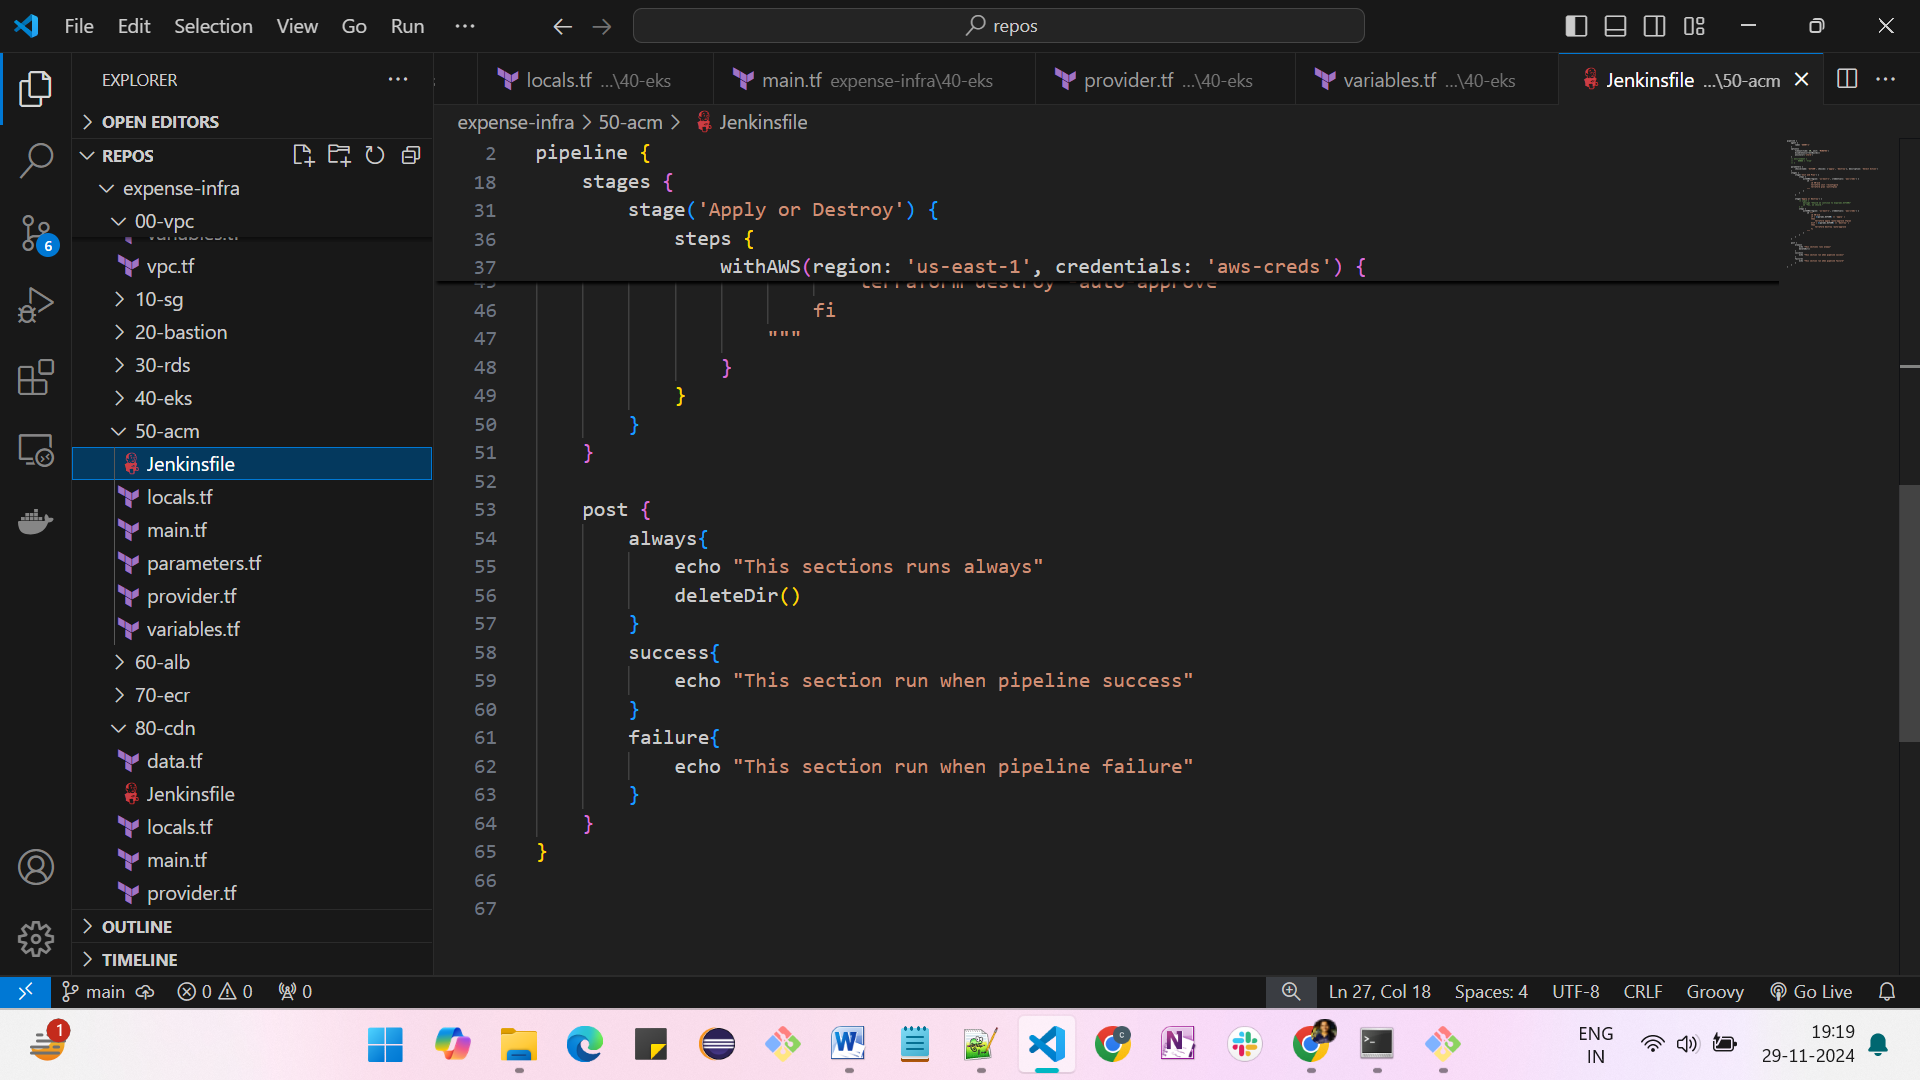 File Edit Selection View Go Run ···
repos
EXPLORER
OPEN EDITORS
REPOS
expense-infra
00-vpc
variables.tf
vpc.tf
10-sg
20-bastion
30-rds
40-eks
50-acm
Jenkinsfile
locals.tf
main.tf
parameters.tf
provider.tf
variables.tf
60-alb
70-ecr
80-cdn
data.tf
Jenkinsfile
locals.tf
main.tf
provider.tf
OUTLINE
TIMELINE
6
locals.tf ...\40-eks
main.tf expense-infra\40-eks
provider.tf ...\40-eks
variables.tf ...\40-eks
Jenkinsfile ...\50-acm
expense-infra > 50-acm > Jenkinsfile
2 pipeline {
18 stages {
31 stage('Apply or Destroy') {
36 steps {
37 withAWS(region: 'us-east-1', credentials: 'aws-creds') {
45 terraform destroy -auto-approve
46 fi
47 """
48 }
49 }
50 }
51 }
52
53 post {
54 always{
55 echo "This sections runs always"
56 deleteDir()
57 }
58 success{
59 echo "This section run when pipeline success"
60 }
61 failure{
62 echo "This section run when pipeline failure"
63 }
64 }
65 }
66
67
main 0 0 0
Ln 27, Col 18 Spaces: 4 UTF-8 CRLF Groovy Go Live
1
ENG
IN
19:19
29-11-2024